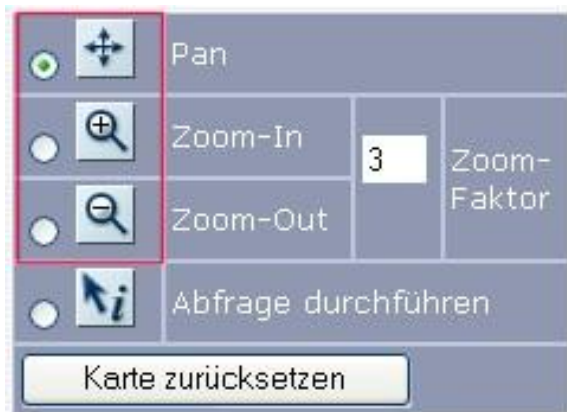 Pan
Zoom-In
3
Zoom-
Faktor
Zoom-Out
i Abfrage durchführen
Karte zurücksetzen